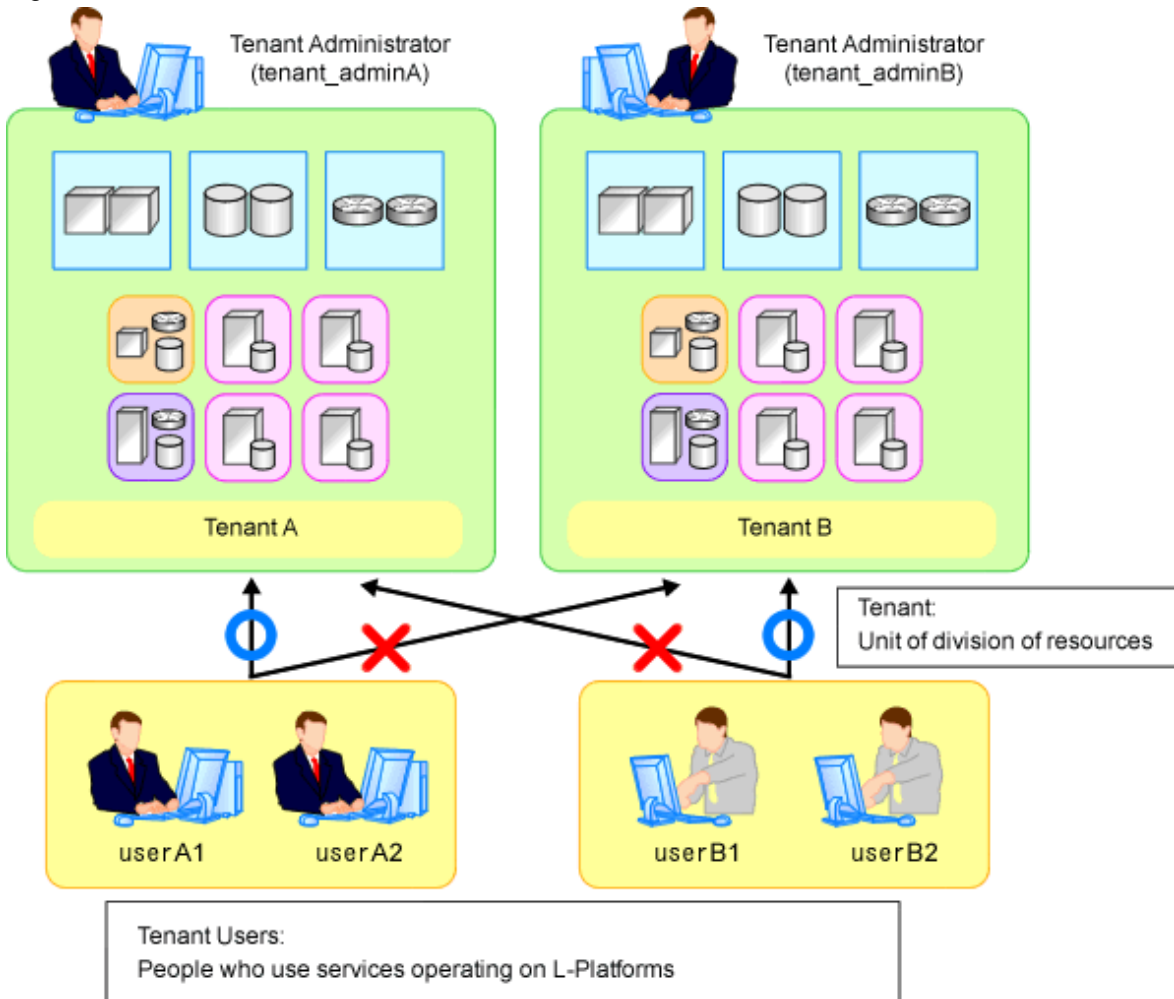 Tenant Administrator
(tenant_adminA)
Tenant Administrator
(tenant_adminB)
Tenant A
Tenant B
Tenant:
Unit of division of resources
userA1
userA2
userB1
userB2
Tenant Users:
People who use services operating on L-Platforms